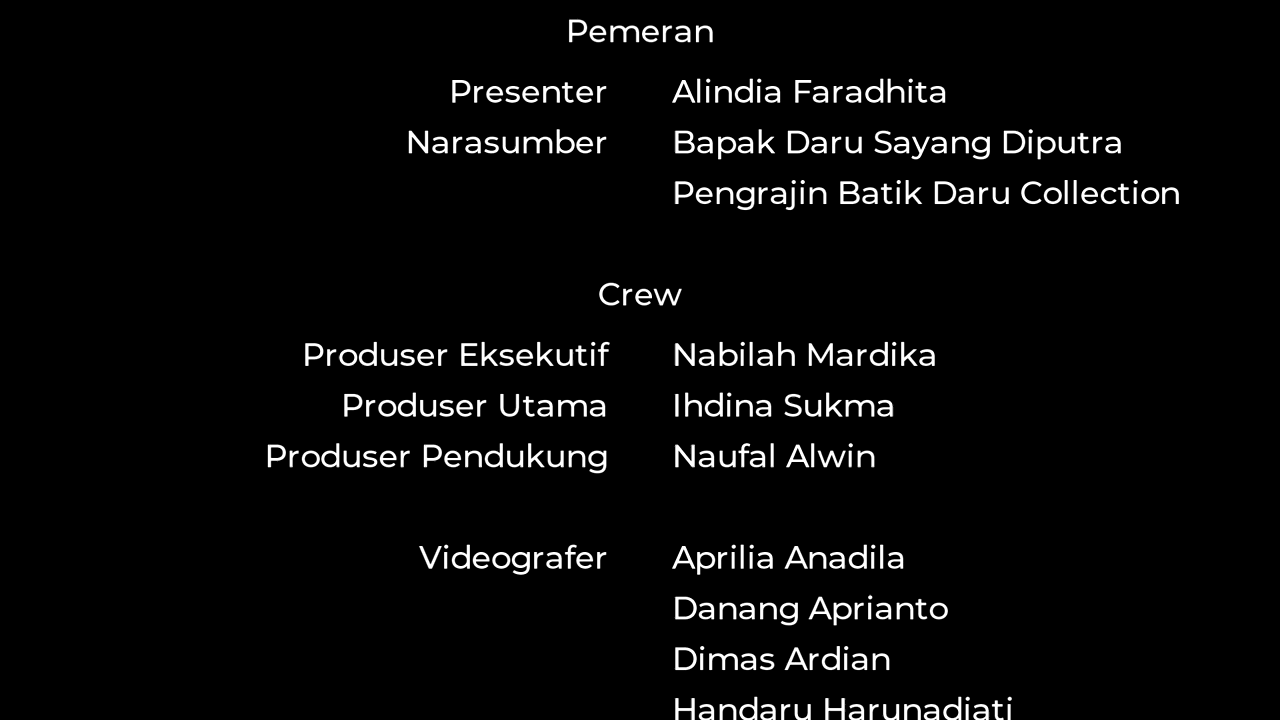 Pemeran
Presenter Alindia Faradhita
Narasumber Bapak Daru Sayang Diputra
Pengrajin Batik Daru Collection
Crew
Produser Eksekutif Nabilah Mardika
Produser Utama Ihdina Sukma
Produser Pendukung Naufal Alwin
Videografer Aprilia Anadila
Danang Aprianto
Dimas Ardian
Handaru Harunadjati